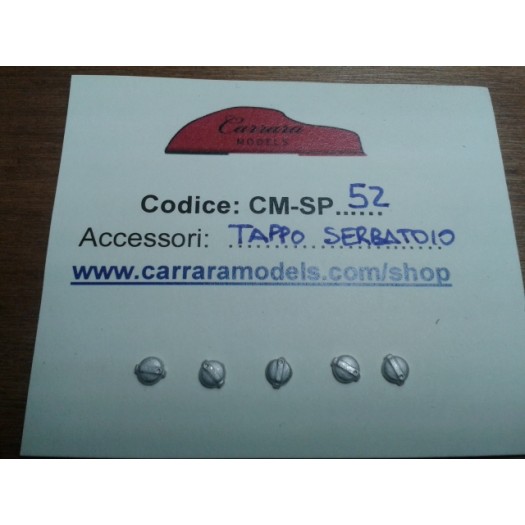 Carrara
MODELS
Codice: CM-SP......52
Accessori: TAPPO SERBATOIO
www.carraramodels.com/shop